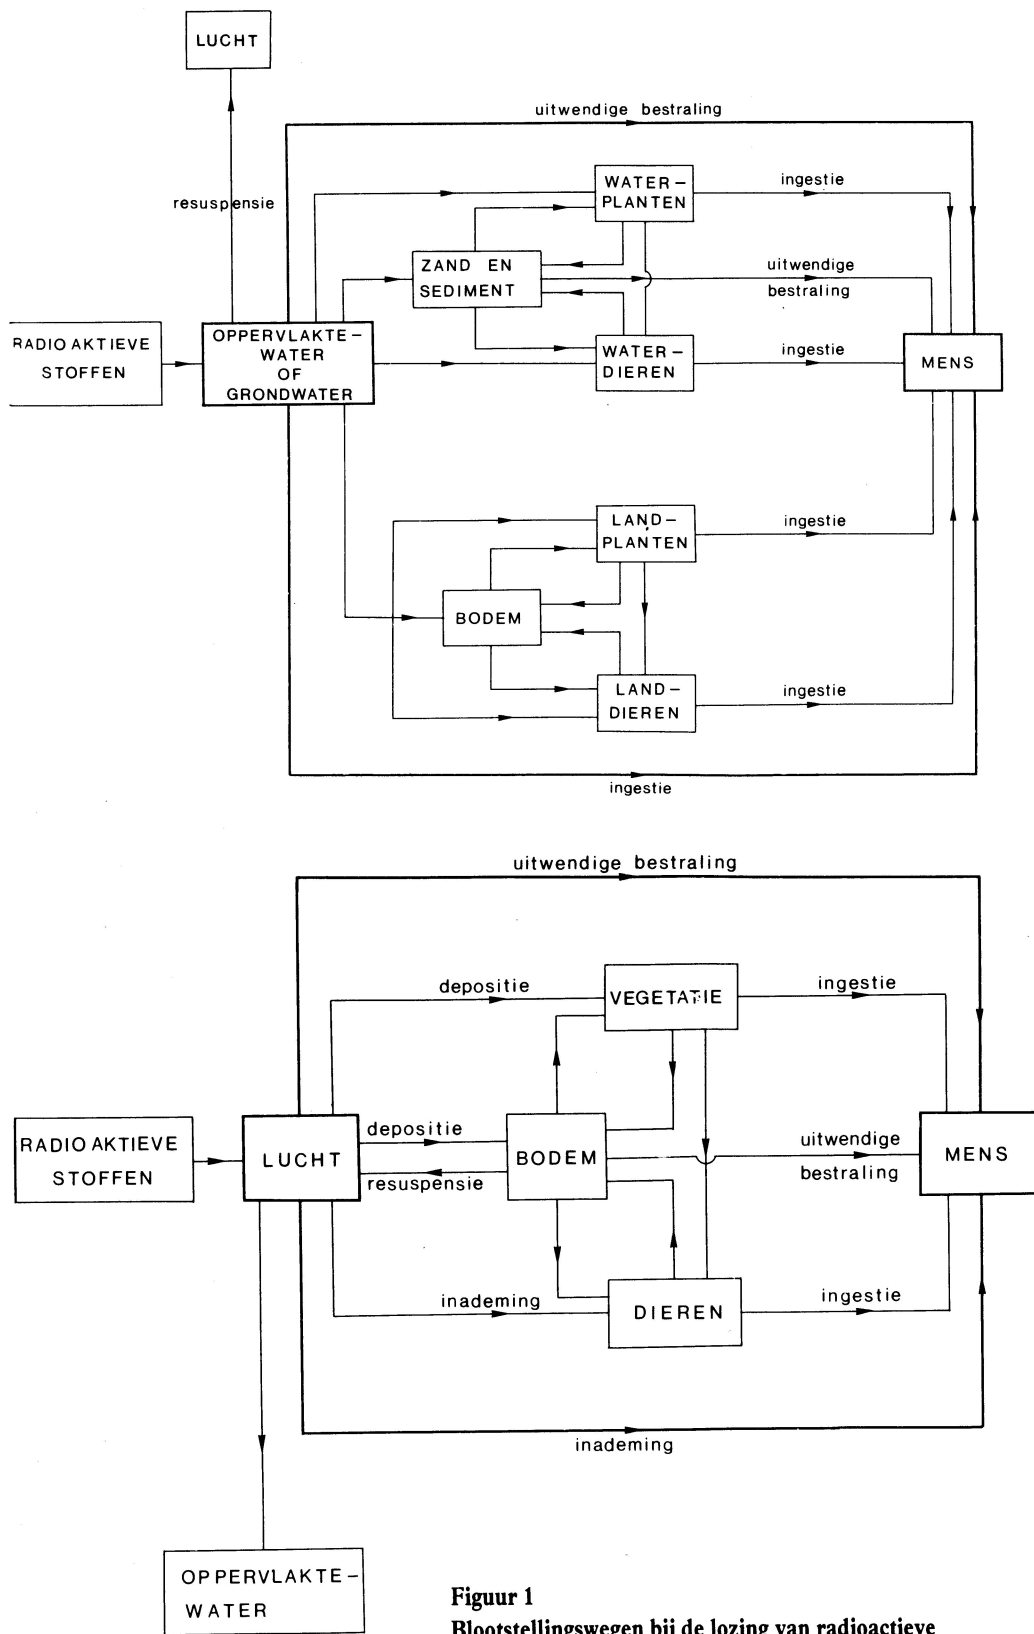 LUCHT
uitwendige bestraling
resuspensie
WATER–
PLANTEN
ingestie
ZAND EN
SEDIMENT
uitwendige
bestraling
RADIO AKTIEVE
STOFFEN
OPPERVLAKTE–
WATER
OF
GRONDWATER
WATER–
DIEREN
ingestie
MENS
LAND–
PLANTEN
ingestie
BODEM
LAND–
DIEREN
ingestie
ingestie
uitwendige bestraling
depositie
VEGETATIE
ingestie
RADIO AKTIEVE
STOFFEN
LUCHT
depositie
resuspensie
BODEM
uitwendige
bestraling
MENS
inademing
DIEREN
ingestie
inademing
OPPERVLAKTE–
WATER
Figuur 1
Blootstellingswegen bij de lozing van radioactieve